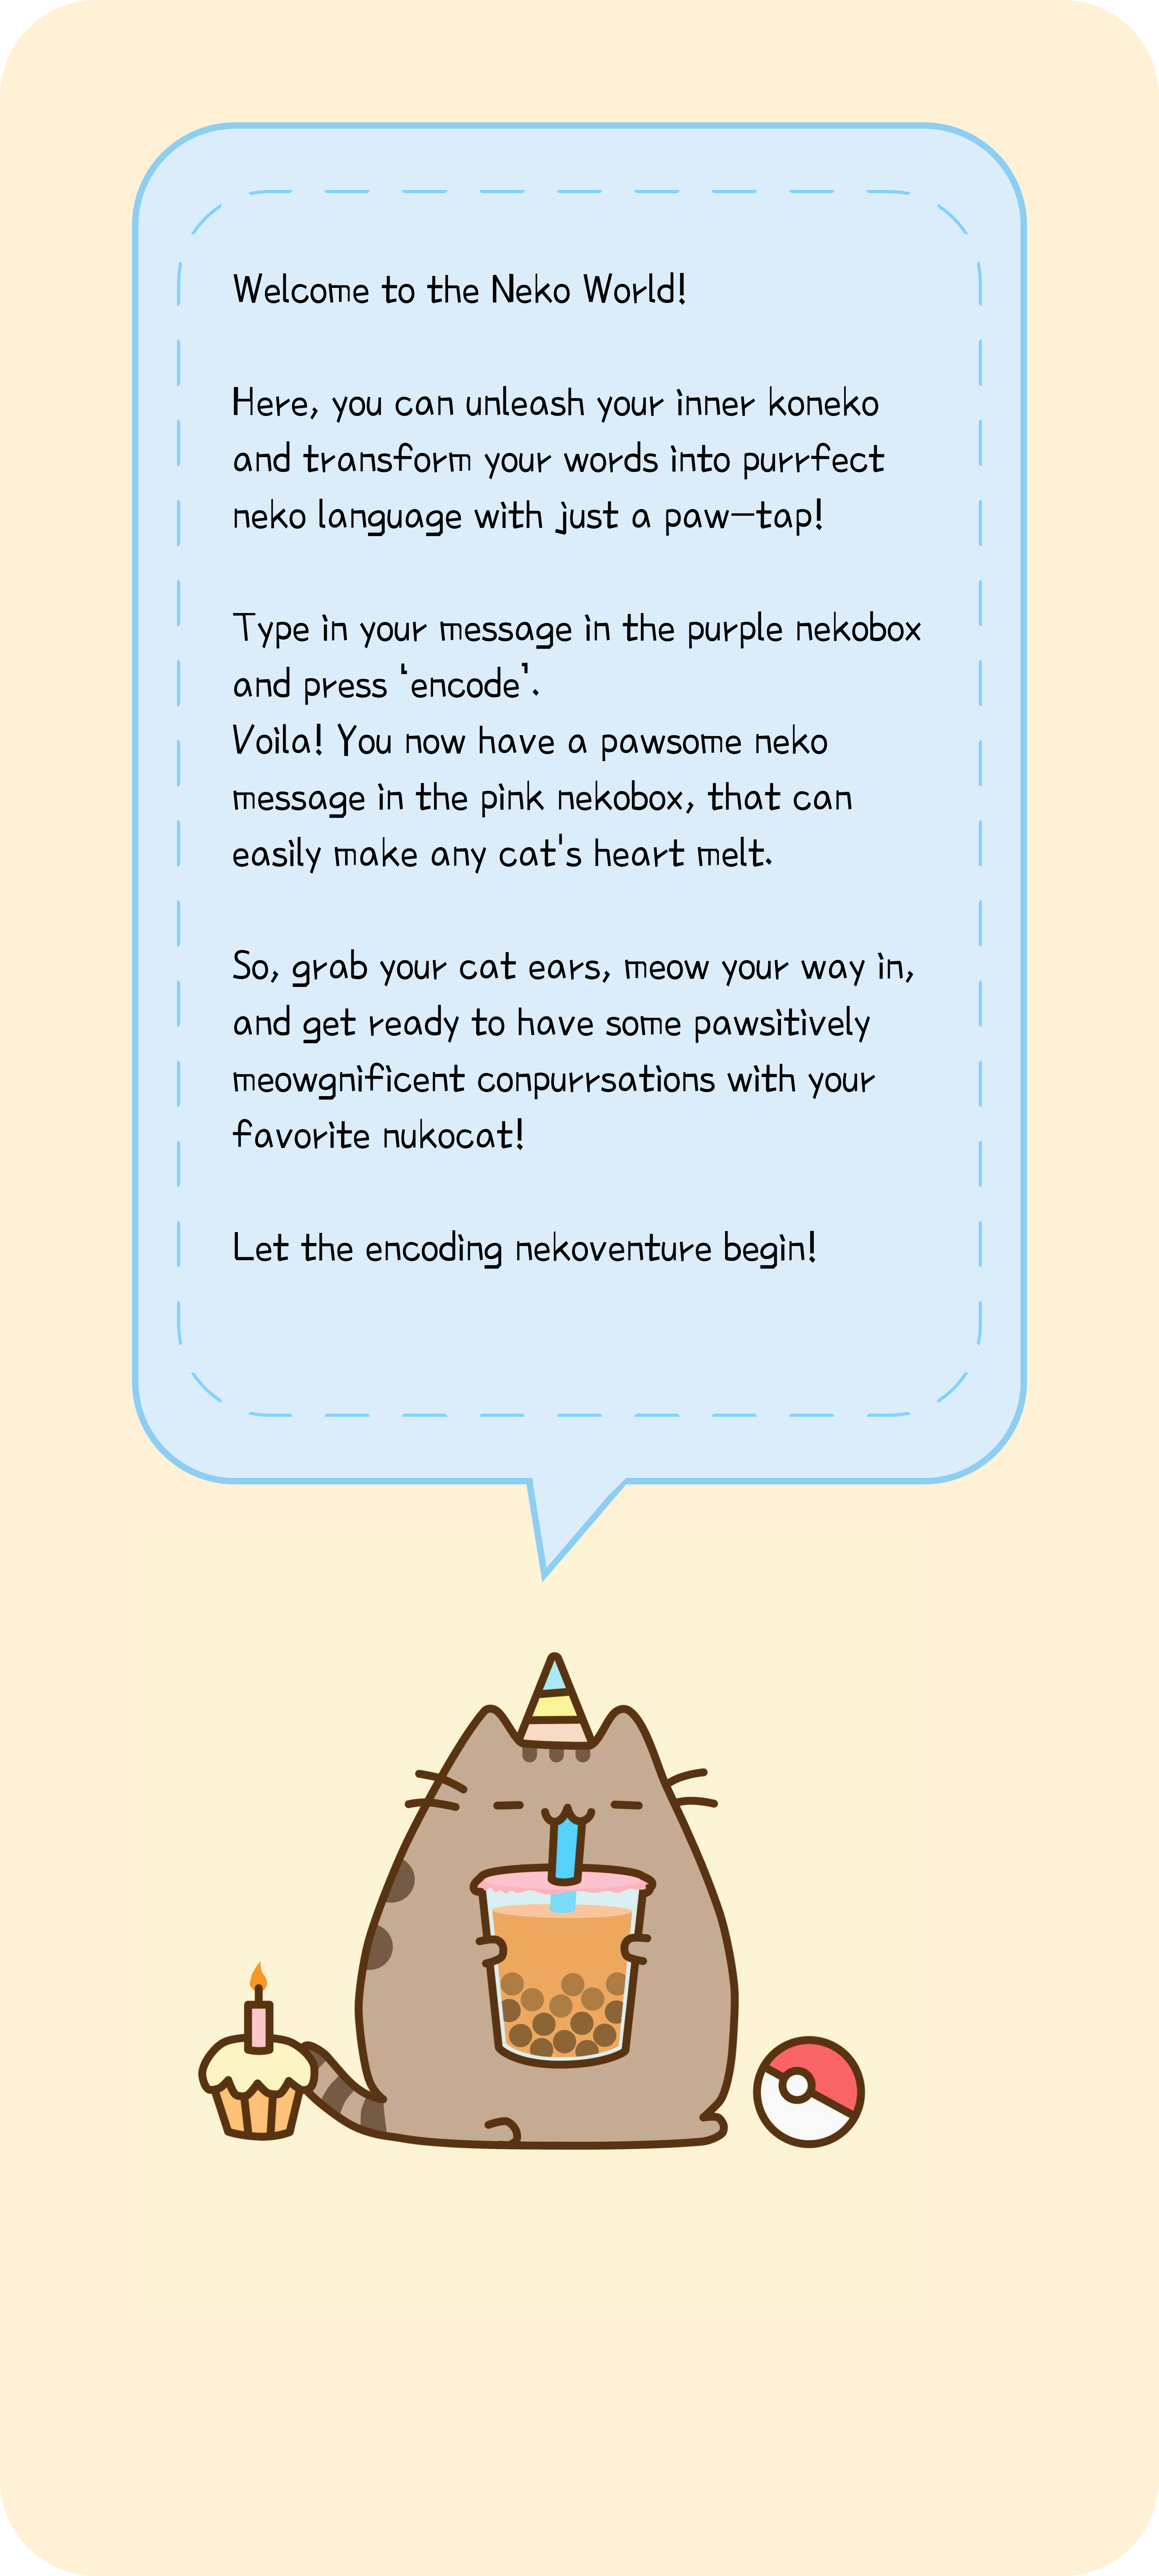 Welcome to the Neko World!
Here, you can unleash your inner koneko
and transform your words into purrfect
neko language with just a paw–tap!
Type in your message in the purple nekobox
and press ‘encode’.
Voila! You now have a pawsome neko
message in the pink nekobox, that can
easily make any cat's heart melt.
So, grab your cat ears, meow your way in,
and get ready to have some pawsitively
meowgnificent conpurrsations with your
favorite nukocat!
Let the encoding nekoventure begin!